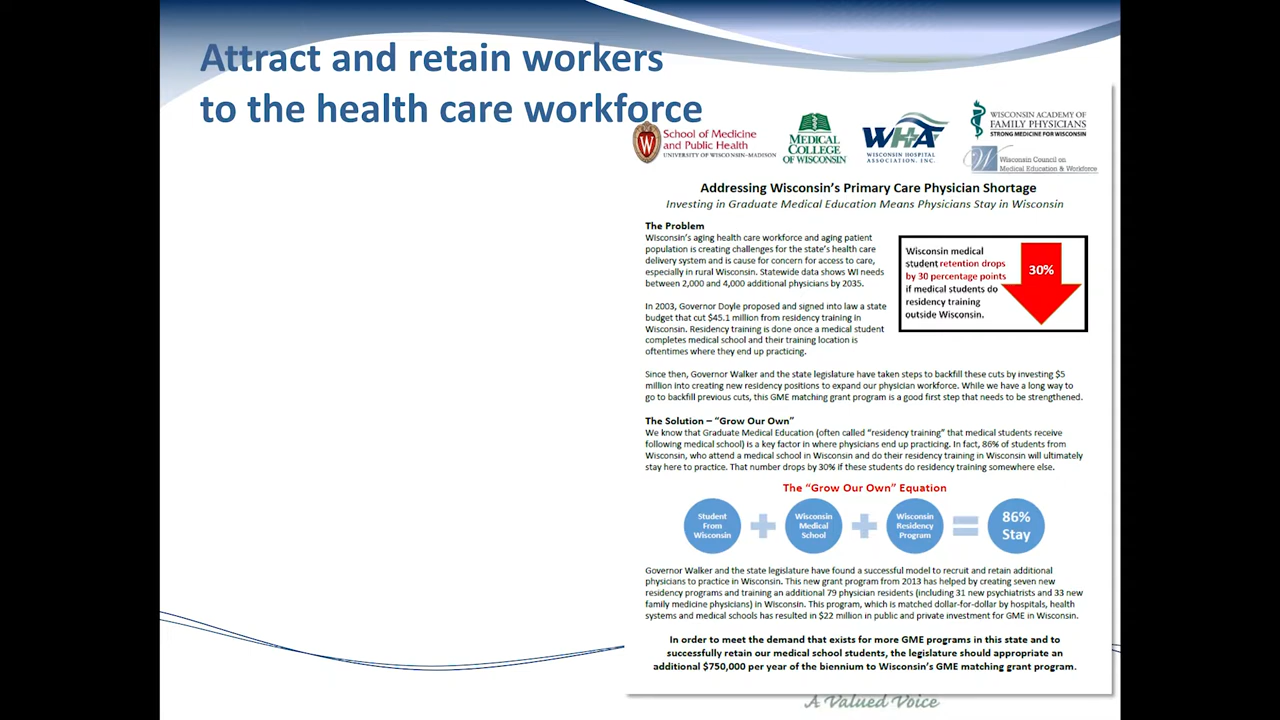 Attract and retain workers
to the health care workforce
School of Medicine
and Public Health
UNIVERSITY OF WISCONSIN–MADISON
MEDICAL
COLLEGE
OF WISCONSIN
WHA
WISCONSIN HOSPITAL
ASSOCIATION, INC.
WISCONSIN ACADEMY OF
FAMILY PHYSICIANS
STRONG MEDICINE FOR WISCONSIN
Wisconsin Council on
Medical Education & Workforce
Addressing Wisconsin's Primary Care Physician Shortage
Investing in Graduate Medical Education Means Physicians Stay in Wisconsin
The Problem
Wisconsin's aging health care workforce and aging patient
population is creating challenges for the state's health care
delivery system and is cause for concern for access to care,
especially in rural Wisconsin. Statewide data shows WI needs
between 2,000 and 4,000 additional physicians by 2035.
In 2003, Governor Doyle proposed and signed into law a state
budget that cut $45.1 million from residency training in
Wisconsin. Residency training is done once a medical student
completes medical school and their training location is
oftentimes where they end up practicing.
Wisconsin medical
student retention drops
by 30 percentage points
if medical students do
residency training
outside Wisconsin.
30%
Since then, Governor Walker and the state legislature have taken steps to backfill these cuts by investing $5
million into creating new residency positions to expand our physician workforce. While we have a long way to
go to backfill previous cuts, this GME matching grant program is a good first step that needs to be strengthened.
The Solution – "Grow Our Own"
We know that Graduate Medical Education (often called "residency training" that medical students receive
following medical school) is a key factor in where physicians end up practicing. In fact, 86% of students from
Wisconsin, who attend a medical school in Wisconsin and do their residency training in Wisconsin will ultimately
stay here to practice. That number drops by 30% if these students do residency training somewhere else.
The "Grow Our Own" Equation
Student
From
Wisconsin
+
Wisconsin
Medical
School
+
Wisconsin
Residency
Program
=
86%
Stay
Governor Walker and the state legislature have found a successful model to recruit and retain additional
physicians to practice in Wisconsin. This new grant program from 2013 has helped by creating seven new
residency programs and training an additional 79 physician residents (including 31 new psychiatrists and 33 new
family medicine physicians) in Wisconsin. This program, which is matched dollar-for-dollar by hospitals, health
systems and medical schools has resulted in $22 million in public and private investment for GME in Wisconsin.
In order to meet the demand that exists for more GME programs in this state and to
successfully retain our medical school students, the legislature should appropriate an
additional $750,000 per year of the biennium to Wisconsin's GME matching grant program.
A Valued Voice